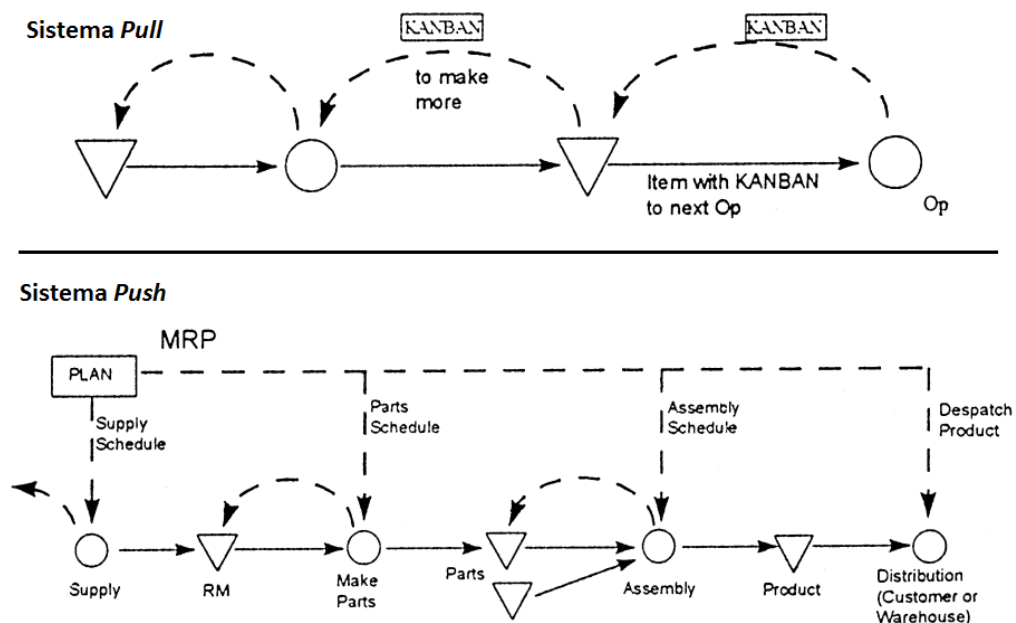 Sistema Pull
KANBAN
KANBAN
to make
more
Item with KANBAN
to next Op
Op
Sistema Push
MRP
PLAN
Supply
Schedule
Parts
Schedule
Assembly
Schedule
Despatch
Product
Supply
RM
Make
Parts
Parts
Assembly
Product
Distribution
(Customer or
Warehouse)